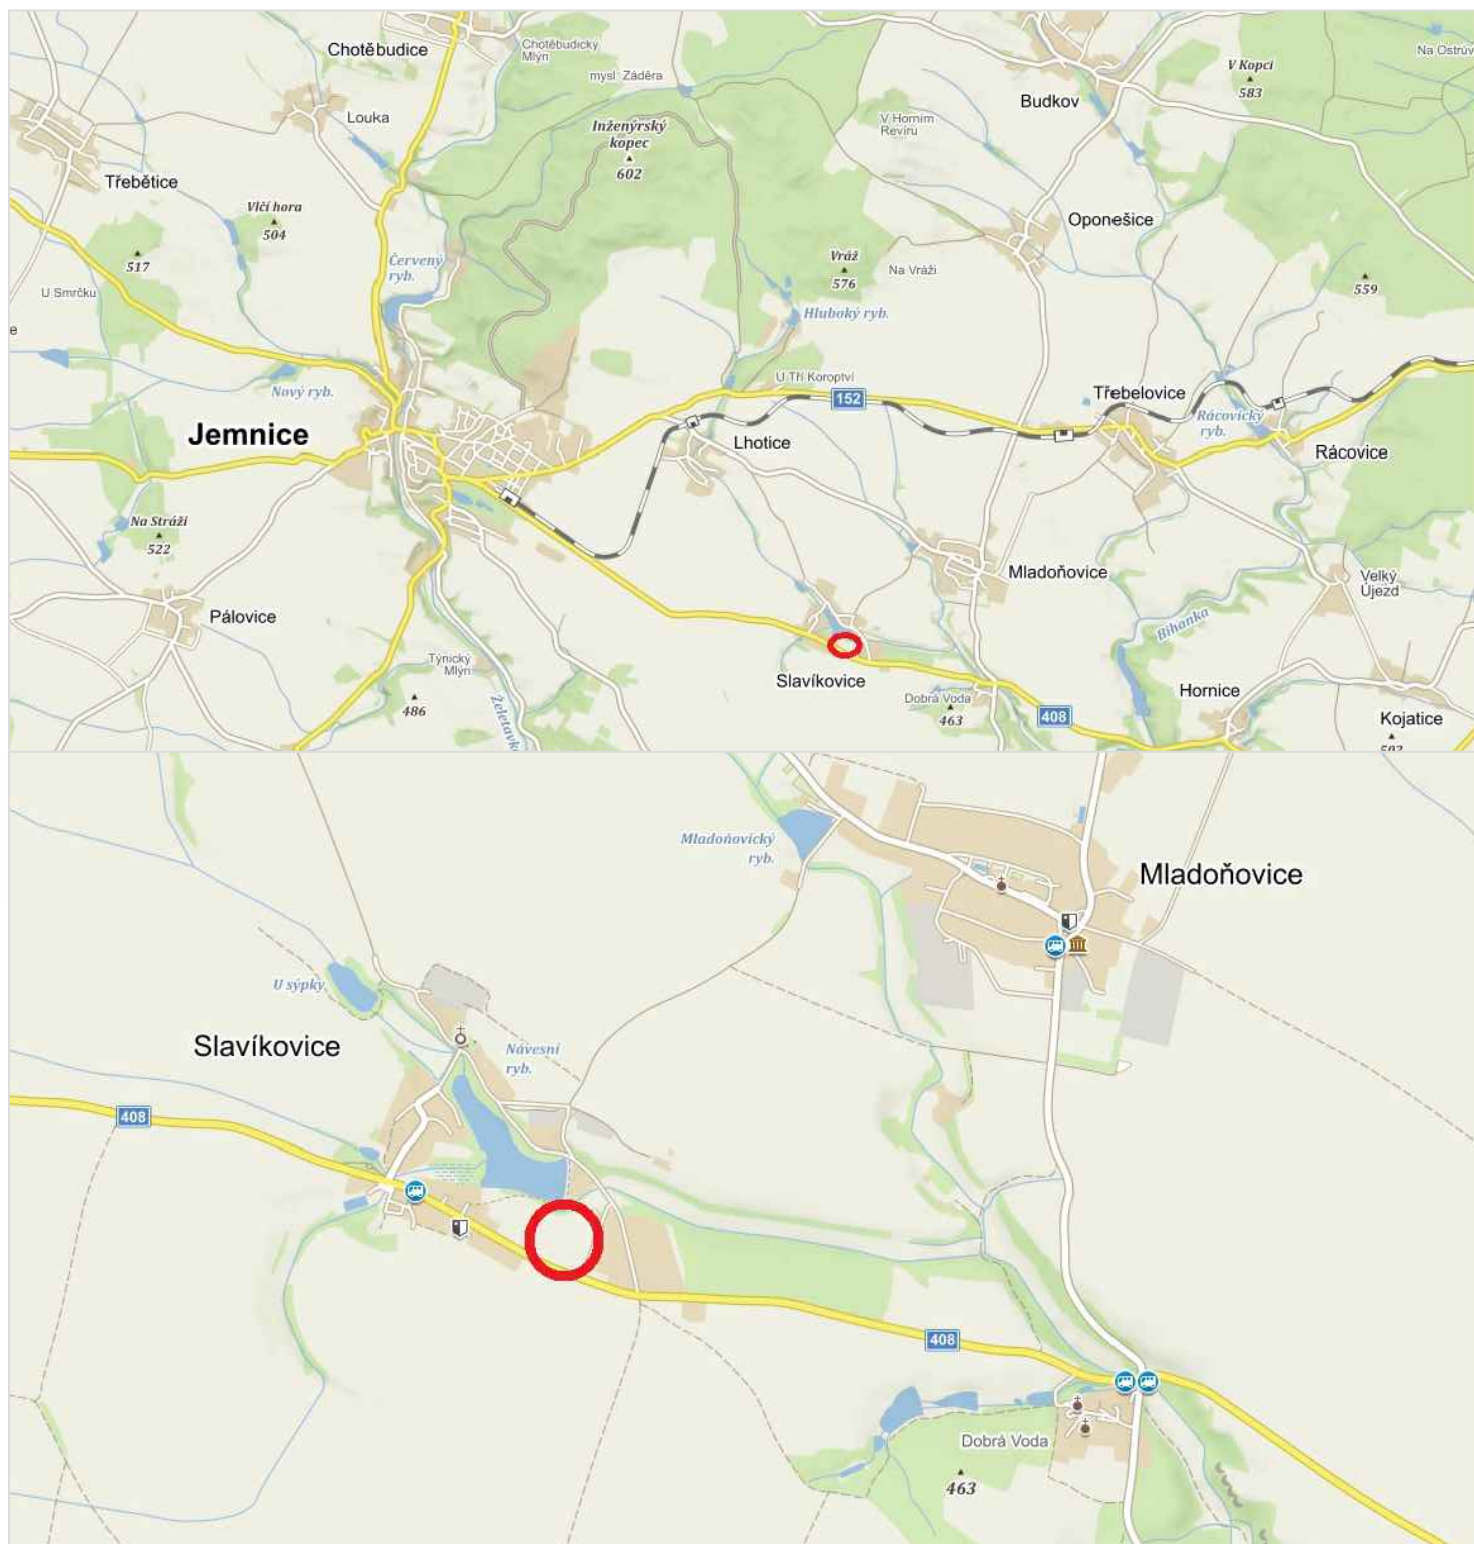 Chotěbudice
Chotěbudický
Mlýn
mysl. Záděra
Na Ostrův
V Kopci
583
Budkov
Louka
Inženýrský
kopec
602
V Horním
Revíru
Třebětice
Vlčí hora
504
Oponešice
517
Červený
ryb.
Vráž
576
Na Vráži
559
U Smrčku
Hluboký ryb.
e
U Tří Koroptví
Nový ryb.
152
Třebelovice
Rácovický
ryb.
Jemnice
Lhotice
Rácovice
Na Stráži
522
Mladoňovice
Velký
Újezd
Pálovice
Bihanka
Týnický
Mlýn
Slavíkovice
486
Želetavka
Dobrá Voda
463
408
Hornice
Kojatice
502
Mladoňovický
ryb.
Mladoňovice
U sýpky
Slavíkovice
Návesní
ryb.
408
408
Dobrá Voda
463